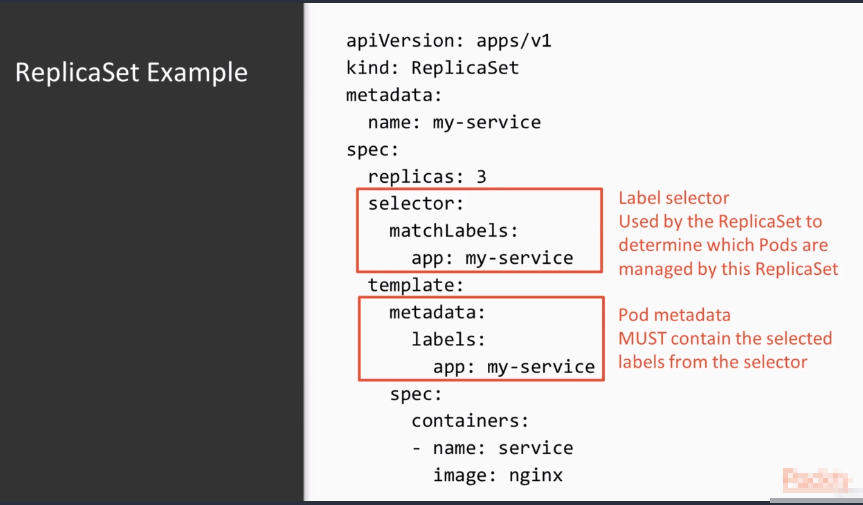 ReplicaSet Example
apiVersion: apps/v1
kind: ReplicaSet
metadata:
  name: my-service
spec:
  replicas: 3
  selector:
    matchLabels:
      app: my-service
  template:
    metadata:
      labels:
        app: my-service
    spec:
      containers:
      - name: service
        image: nginx
Label selector
Used by the ReplicaSet to
determine which Pods are
managed by this ReplicaSet
Pod metadata
MUST contain the selected
labels from the selector